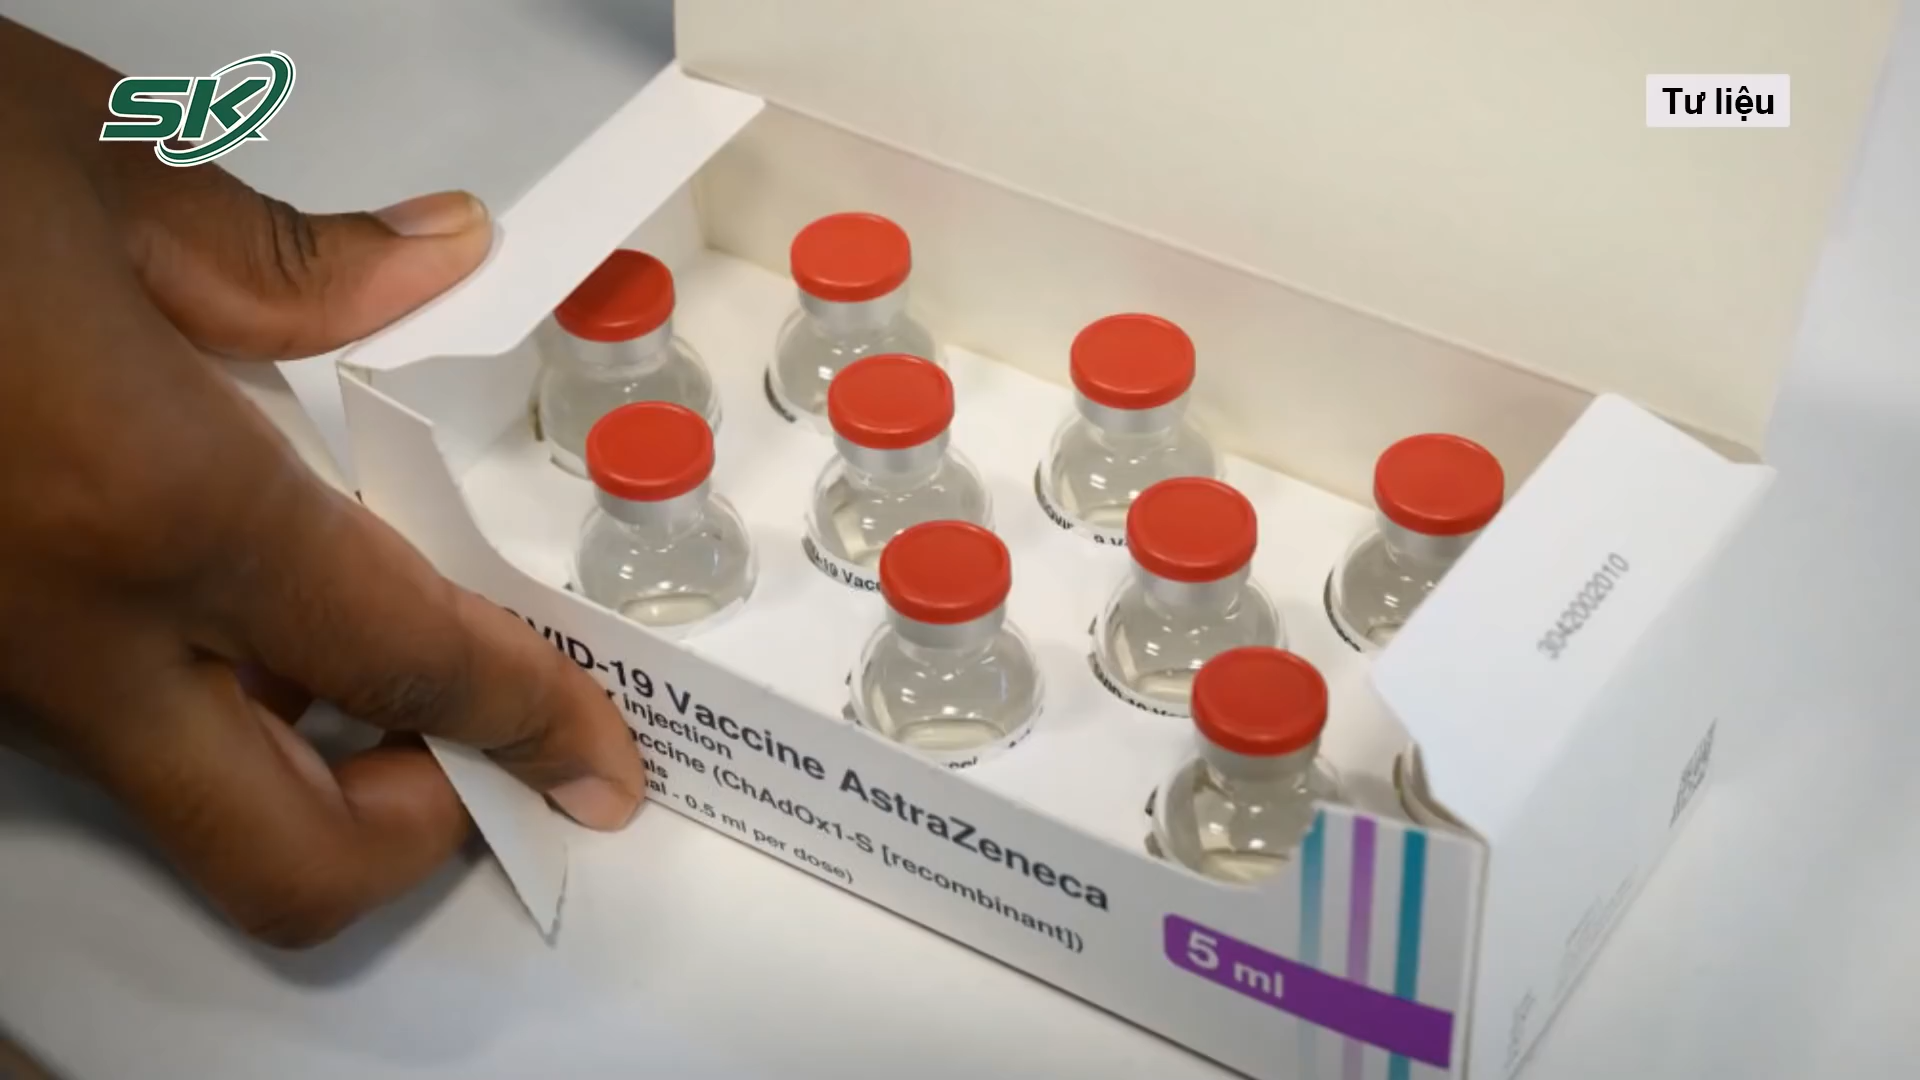 SK
Tư liệu
3042002010
VID-19 Vaccine AstraZeneca
injection
accine (ChAdOx1-S [recombinant])
0.5 ml per dose)
5 ml